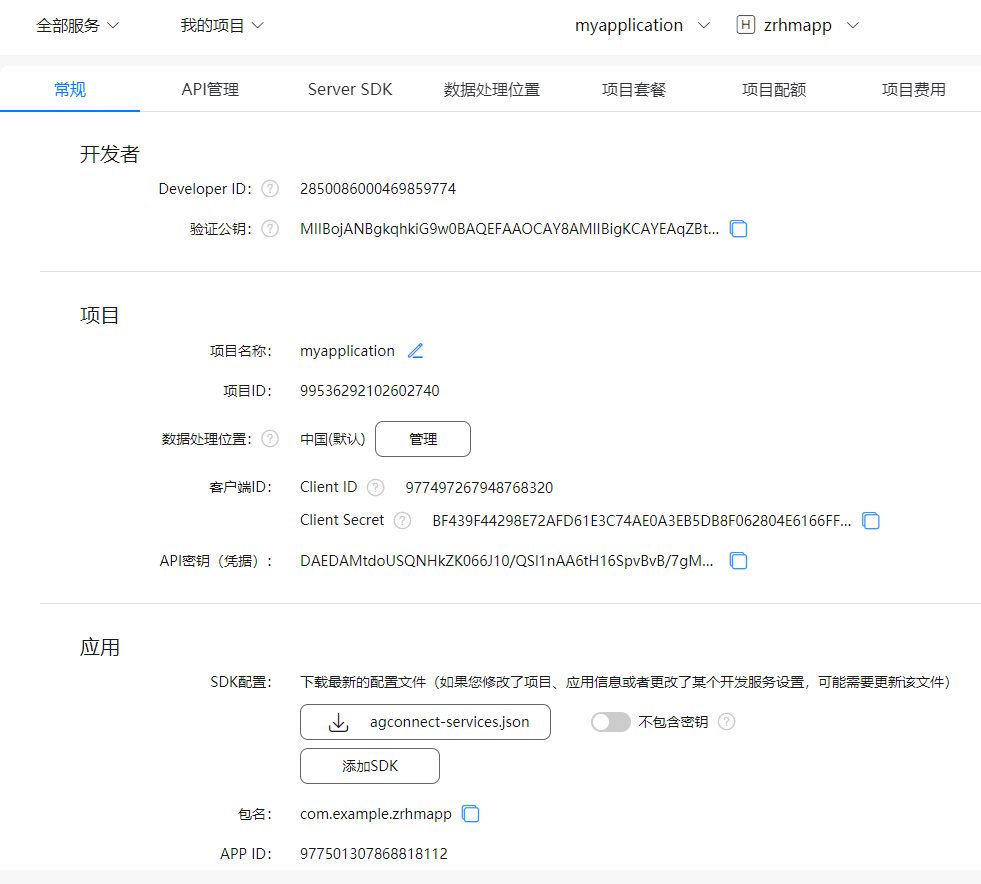 全部服务 我的项目 myapplication H zrhmapp
常规 API管理 Server SDK 数据处理位置 项目套餐 项目配额 项目费用
开发者
Developer ID: ? 2850086000469859774
验证公钥: ? MIIBojANBgkqhkiG9w0BAQEFAAOCAY8AMIIBigKCAYEAqZBt...
项目
项目名称: myapplication
项目ID: 99536292102602740
数据处理位置: ? 中国(默认) 管理
客户端ID: Client ID ? 977497267948768320
Client Secret ? BF439F44298E72AFD61E3C74AE0A3EB5DB8F062804E6166FF...
API密钥（凭据）: DAEDAMtdoUSQNHkZK066J10/QSl1nAA6tH16SpvBvB/7gM...
应用
SDK配置: 下载最新的配置文件（如果您修改了项目、应用信息或者更改了某个开发服务设置，可能需要更新该文件）
agconnect-services.json 不包含密钥 ?
添加SDK
包名: com.example.zrhmapp
APP ID: 977501307868818112